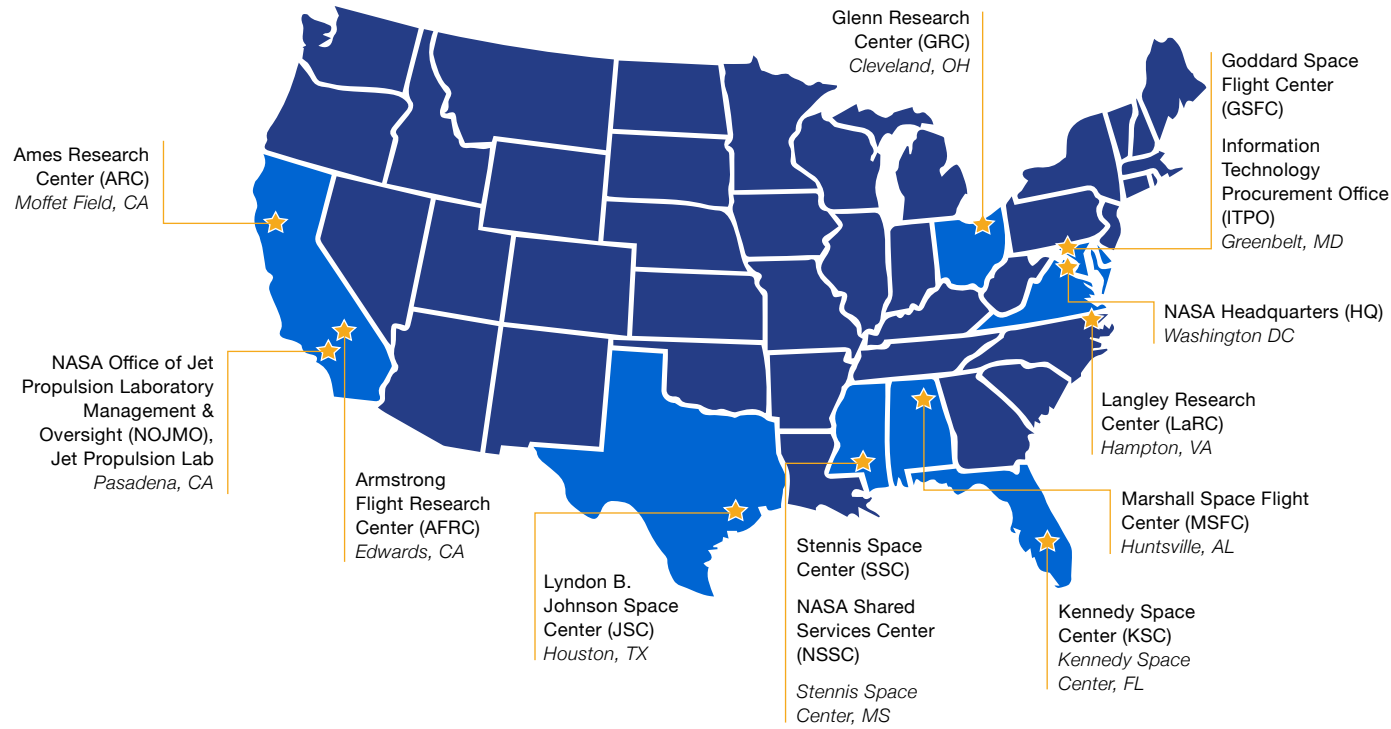 Glenn Research
Center (GRC)
Cleveland, OH
Goddard Space
Flight Center
(GSFC)
Information
Technology
Procurement Office
(ITPO)
Greenbelt, MD
Ames Research
Center (ARC)
Moffet Field, CA
NASA Headquarters (HQ)
Washington DC
NASA Office of Jet
Propulsion Laboratory
Management &
Oversight (NOJMO),
Jet Propulsion Lab
Pasadena, CA
Langley Research
Center (LaRC)
Hampton, VA
Armstrong
Flight Research
Center (AFRC)
Edwards, CA
Marshall Space Flight
Center (MSFC)
Huntsville, AL
Stennis Space
Center (SSC)
NASA Shared
Services Center
(NSSC)
Stennis Space
Center, MS
Lyndon B.
Johnson Space
Center (JSC)
Houston, TX
Kennedy Space
Center (KSC)
Kennedy Space
Center, FL